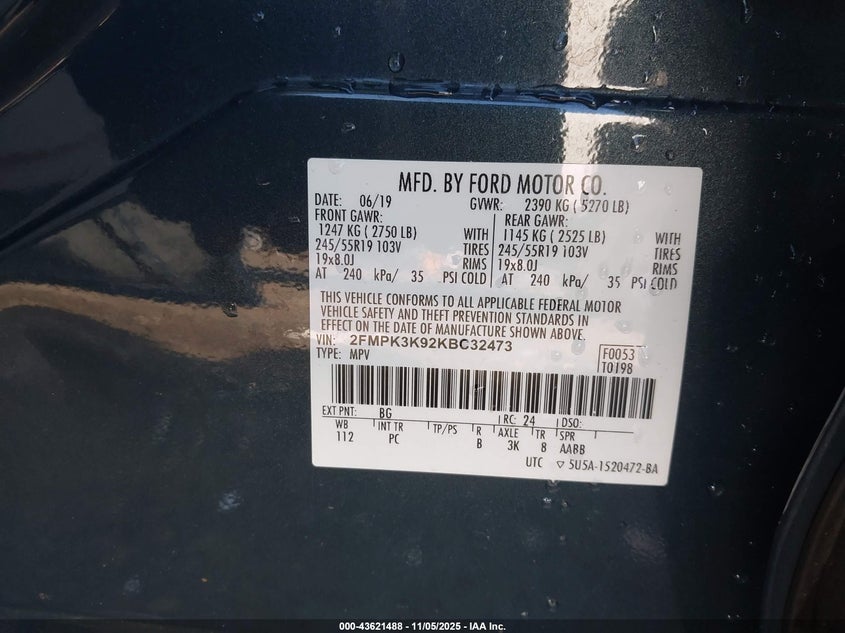 MFD. BY FORD MOTOR CO.
DATE: 06/19 GVWR: 2390 KG ( 5270 LB)
FRONT GAWR: REAR GAWR:
1247 KG ( 2750 LB) WITH 1145 KG ( 2525 LB) WITH
245/55R19 103V TIRES 245/55R19 103V TIRES
19x8.0J RIMS 19x8.0J RIMS
AT 240 kPa/ 35 PSI COLD AT 240 kPa/ 35 PSI COLD
THIS VEHICLE CONFORMS TO ALL APPLICABLE FEDERAL MOTOR
VEHICLE SAFETY AND THEFT PREVENTION STANDARDS IN
EFFECT ON THE DATE OF MANUFACTURE SHOWN ABOVE.
VIN: 2FMPK3K92KBC32473
TYPE: MPV F0053
T0198
EXT PNT: BG RC: 24 DSO:
WB INT TR TP/PS R AXLE TR SPR
112 PC B 3K 8 AABB
UTC ▽ 5U5A-1520472-BA
000-43621488 - 11/05/2025 - IAA Inc.